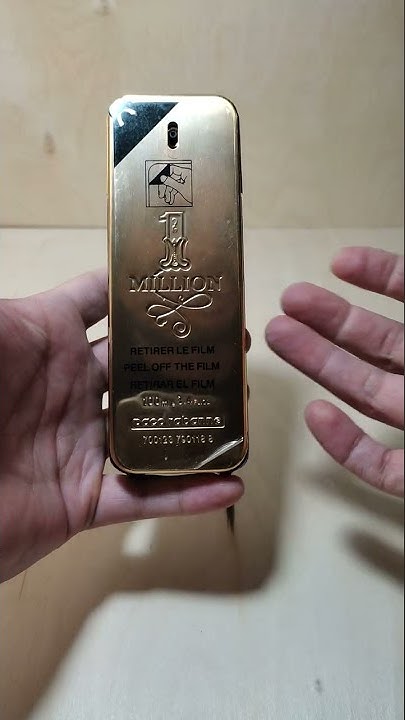 1
MILLION
RETIRER LE FILM
PEEL OFF THE FILM
RETIRAR EL FILM
paco rabanne